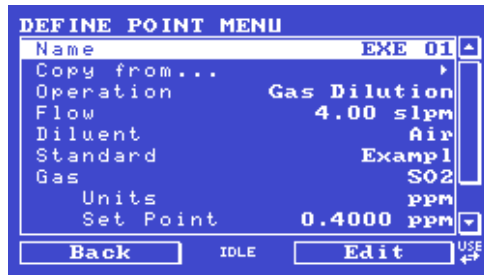 DEFINE POINT MENU
Name EXE 01
Copy from...
Operation Gas Dilution
Flow 4.00 slpm
Diluent Air
Standard Exampl
Gas SO2
Units ppm
Set Point 0.4000 ppm
Back IDLE Edit USE